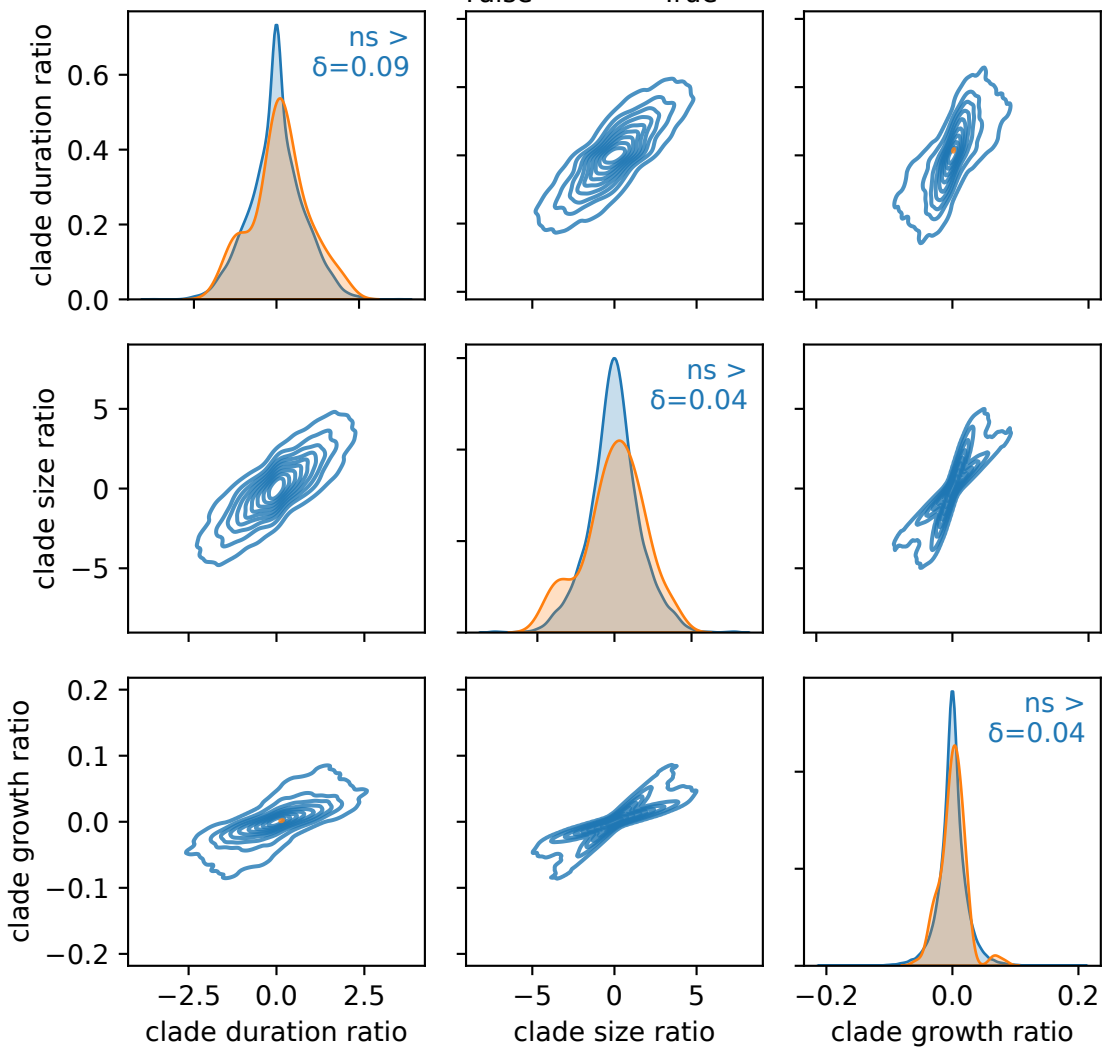 clade duration ratio
0.6
0.4
0.2
0.0
ns >
δ=0.09
clade size ratio
5
0
−5
ns >
δ=0.04
clade growth ratio
0.2
0.1
0.0
−0.1
−0.2
ns >
δ=0.04
−2.5 0.0 2.5
−5 0 5
−0.2 0.0 0.2
clade duration ratio
clade size ratio
clade growth ratio